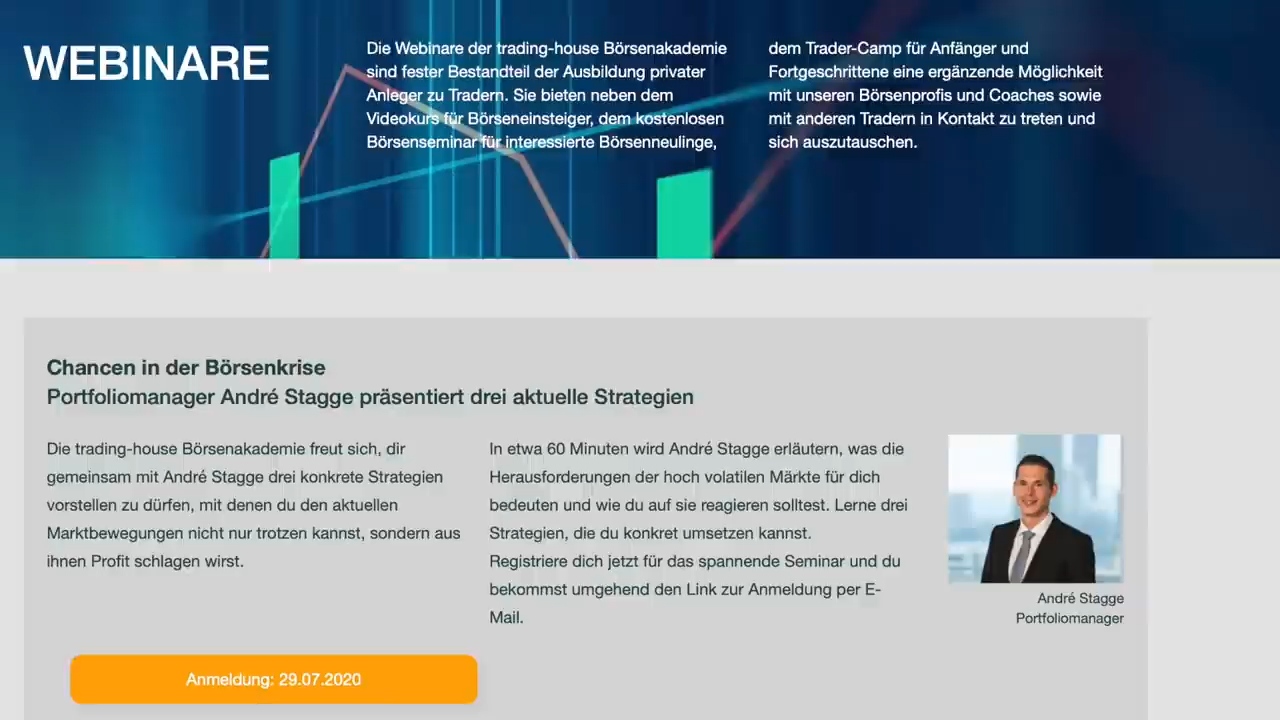 WEBINARE
Die Webinare der trading-house Börsenakademie
sind fester Bestandteil der Ausbildung privater
Anleger zu Tradern. Sie bieten neben dem
Videokurs für Börseneinsteiger, dem kostenlosen
Börsenseminar für interessierte Börsenneulinge,
dem Trader-Camp für Anfänger und
Fortgeschrittene eine ergänzende Möglichkeit
mit unseren Börsenprofis und Coaches sowie
mit anderen Tradern in Kontakt zu treten und
sich auszutauschen.
Chancen in der Börsenkrise
Portfoliomanager André Stagge präsentiert drei aktuelle Strategien
Die trading-house Börsenakademie freut sich, dir
gemeinsam mit André Stagge drei konkrete Strategien
vorstellen zu dürfen, mit denen du den aktuellen
Marktbewegungen nicht nur trotzen kannst, sondern aus
ihnen Profit schlagen wirst.
In etwa 60 Minuten wird André Stagge erläutern, was die
Herausforderungen der hoch volatilen Märkte für dich
bedeuten und wie du auf sie reagieren solltest. Lerne drei
Strategien, die du konkret umsetzen kannst.
Registriere dich jetzt für das spannende Seminar und du
bekommst umgehend den Link zur Anmeldung per E-
Mail.
André Stagge
Portfoliomanager
Anmeldung: 29.07.2020